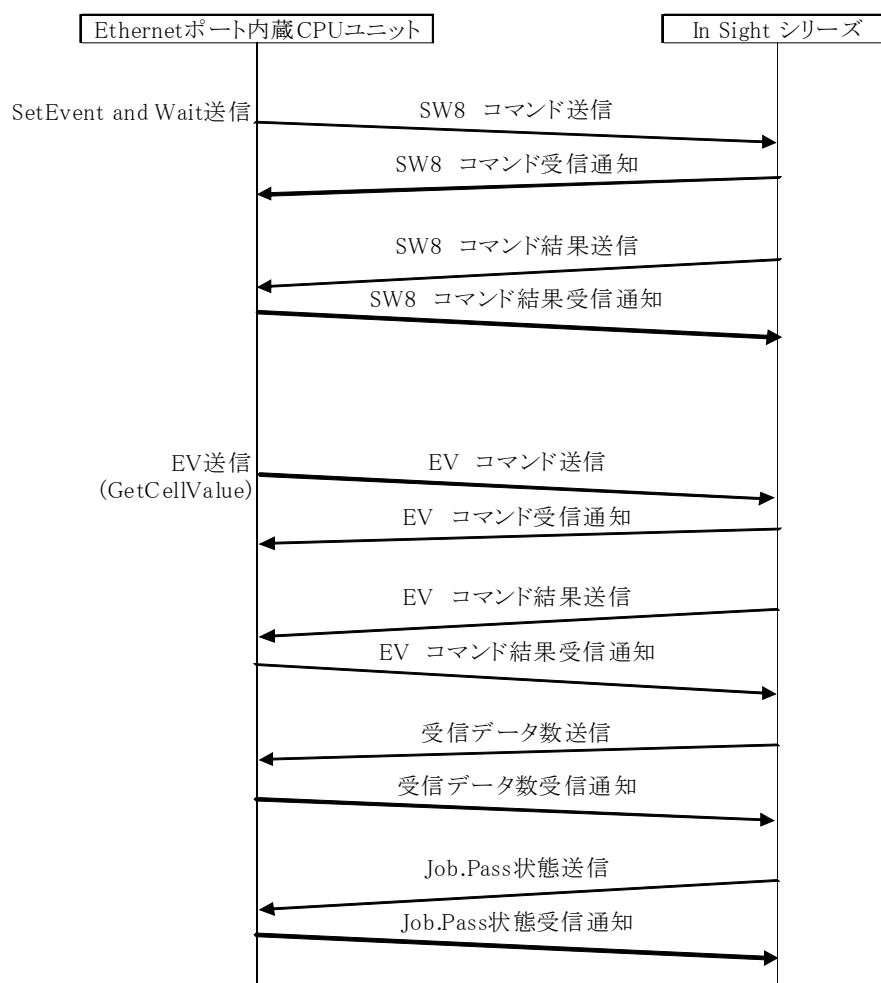 Ethernetポート内蔵CPUユニット
In Sight シリーズ
SetEvent and Wait送信
SW8 コマンド送信
SW8 コマンド受信通知
SW8 コマンド結果送信
SW8 コマンド結果受信通知
EV送信
(GetCellValue)
EV コマンド送信
EV コマンド受信通知
EV コマンド結果送信
EV コマンド結果受信通知
受信データ数送信
受信データ数受信通知
Job.Pass状態送信
Job.Pass状態受信通知